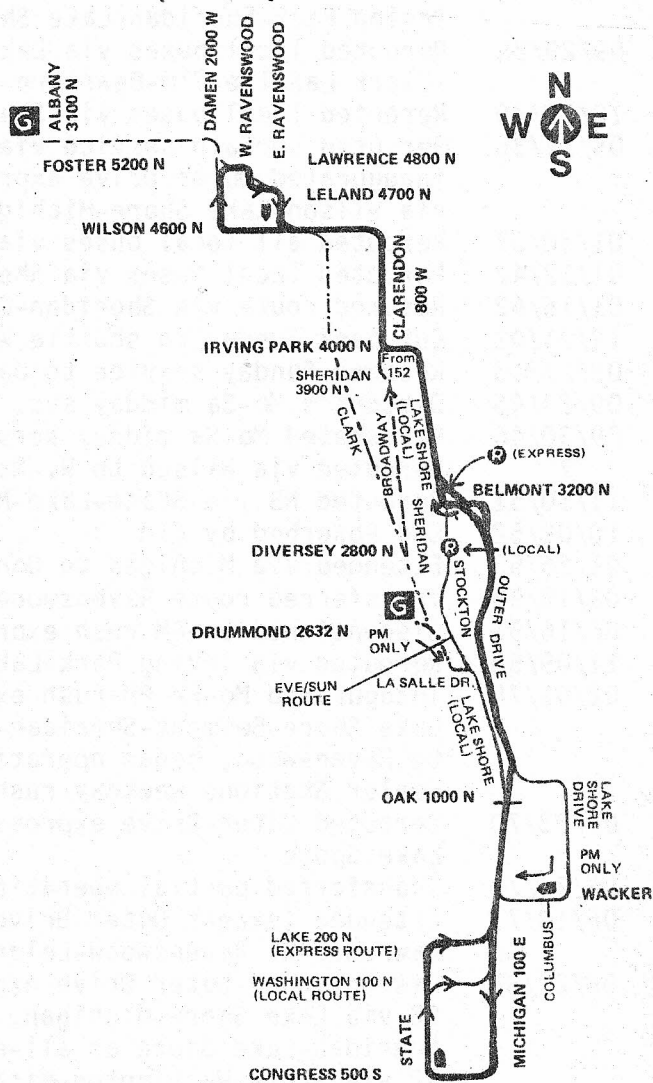 ALBANY
3100 N
DAMEN 2000 W
W. RAVENSWOOD
E. RAVENSWOOD
G
N
W E
S
FOSTER 5200 N
LAWRENCE 4800 N
LELAND 4700 N
WILSON 4600 N
CLARENDON
800 W
IRVING PARK 4000 N
From
152
SHERIDAN
3900 N
CLARK
BROADWAY
LAKE SHORE
(LOCAL)
SHERIDAN
R (EXPRESS)
BELMONT 3200 N
DIVERSEY 2800 N
R
(LOCAL)
STOCKTON
OUTER DRIVE
G
DRUMMOND 2632 N
PM
ONLY
EVE/SUN
ROUTE
LA SALLE DR.
LAKE SHORE
(LOCAL)
OAK 1000 N
LAKE
SHORE
DRIVE
PM
ONLY
WACKER
COLUMBUS
LAKE 200 N
(EXPRESS ROUTE)
WASHINGTON 100 N
(LOCAL ROUTE)
STATE
MICHIGAN 100 E
CONGRESS 500 S